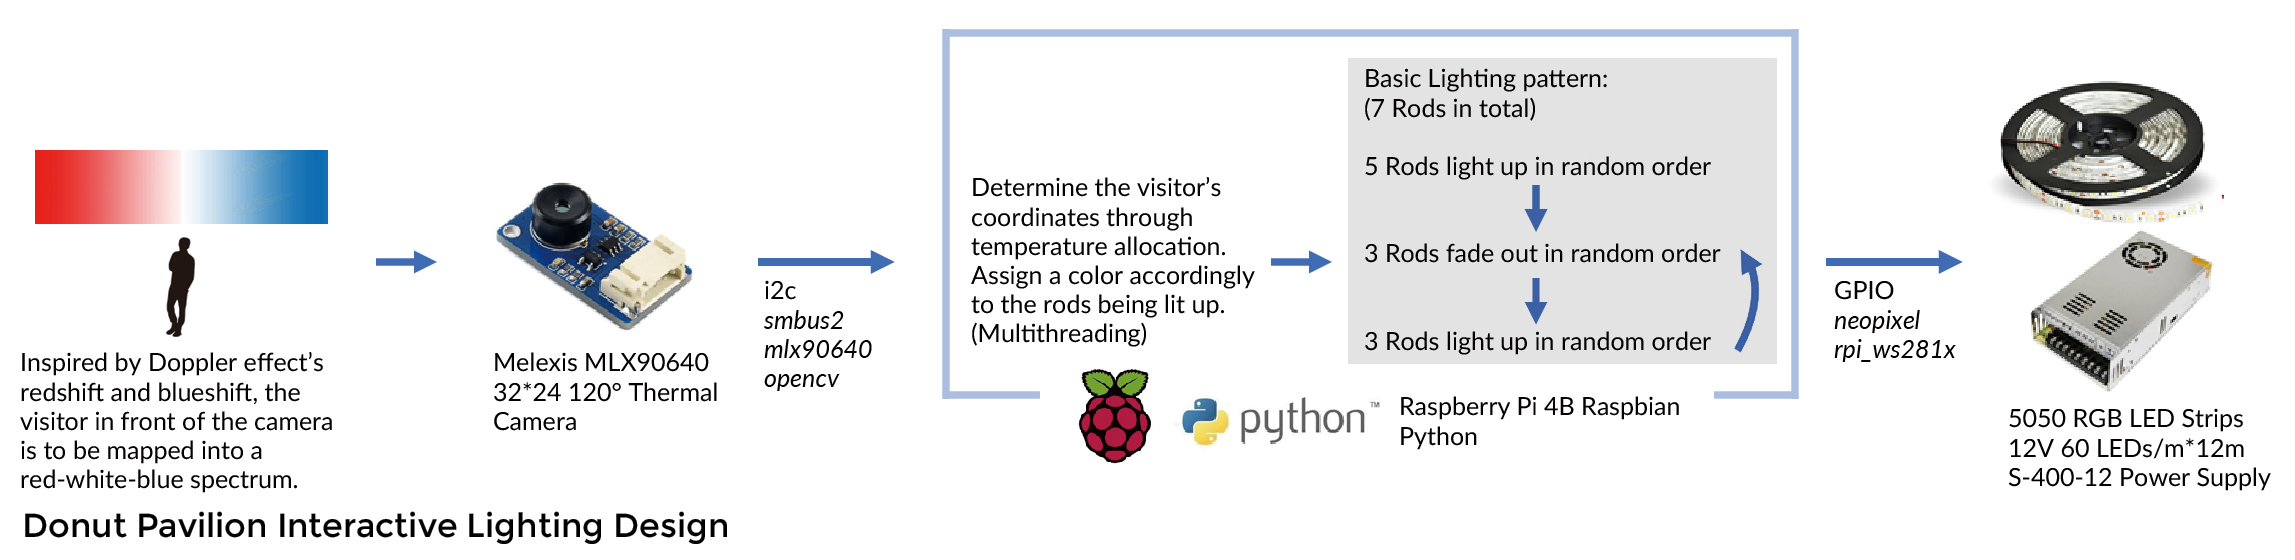 Inspired by Doppler effect's
redshift and blueshift, the
visitor in front of the camera
is to be mapped into a
red-white-blue spectrum.
Melexis MLX90640
32*24 120° Thermal
Camera
i2c
smbus2
mlx90640
opencv
Determine the visitor's
coordinates through
temperature allocation.
Assign a color accordingly
to the rods being lit up.
(Multithreading)
Basic Lighting pattern:
(7 Rods in total)
5 Rods light up in random order
3 Rods fade out in random order
3 Rods light up in random order
python™
Raspberry Pi 4B Raspbian
Python
GPIO
neopixel
rpi_ws281x
5050 RGB LED Strips
12V 60 LEDs/m*12m
S-400-12 Power Supply
Donut Pavilion Interactive Lighting Design